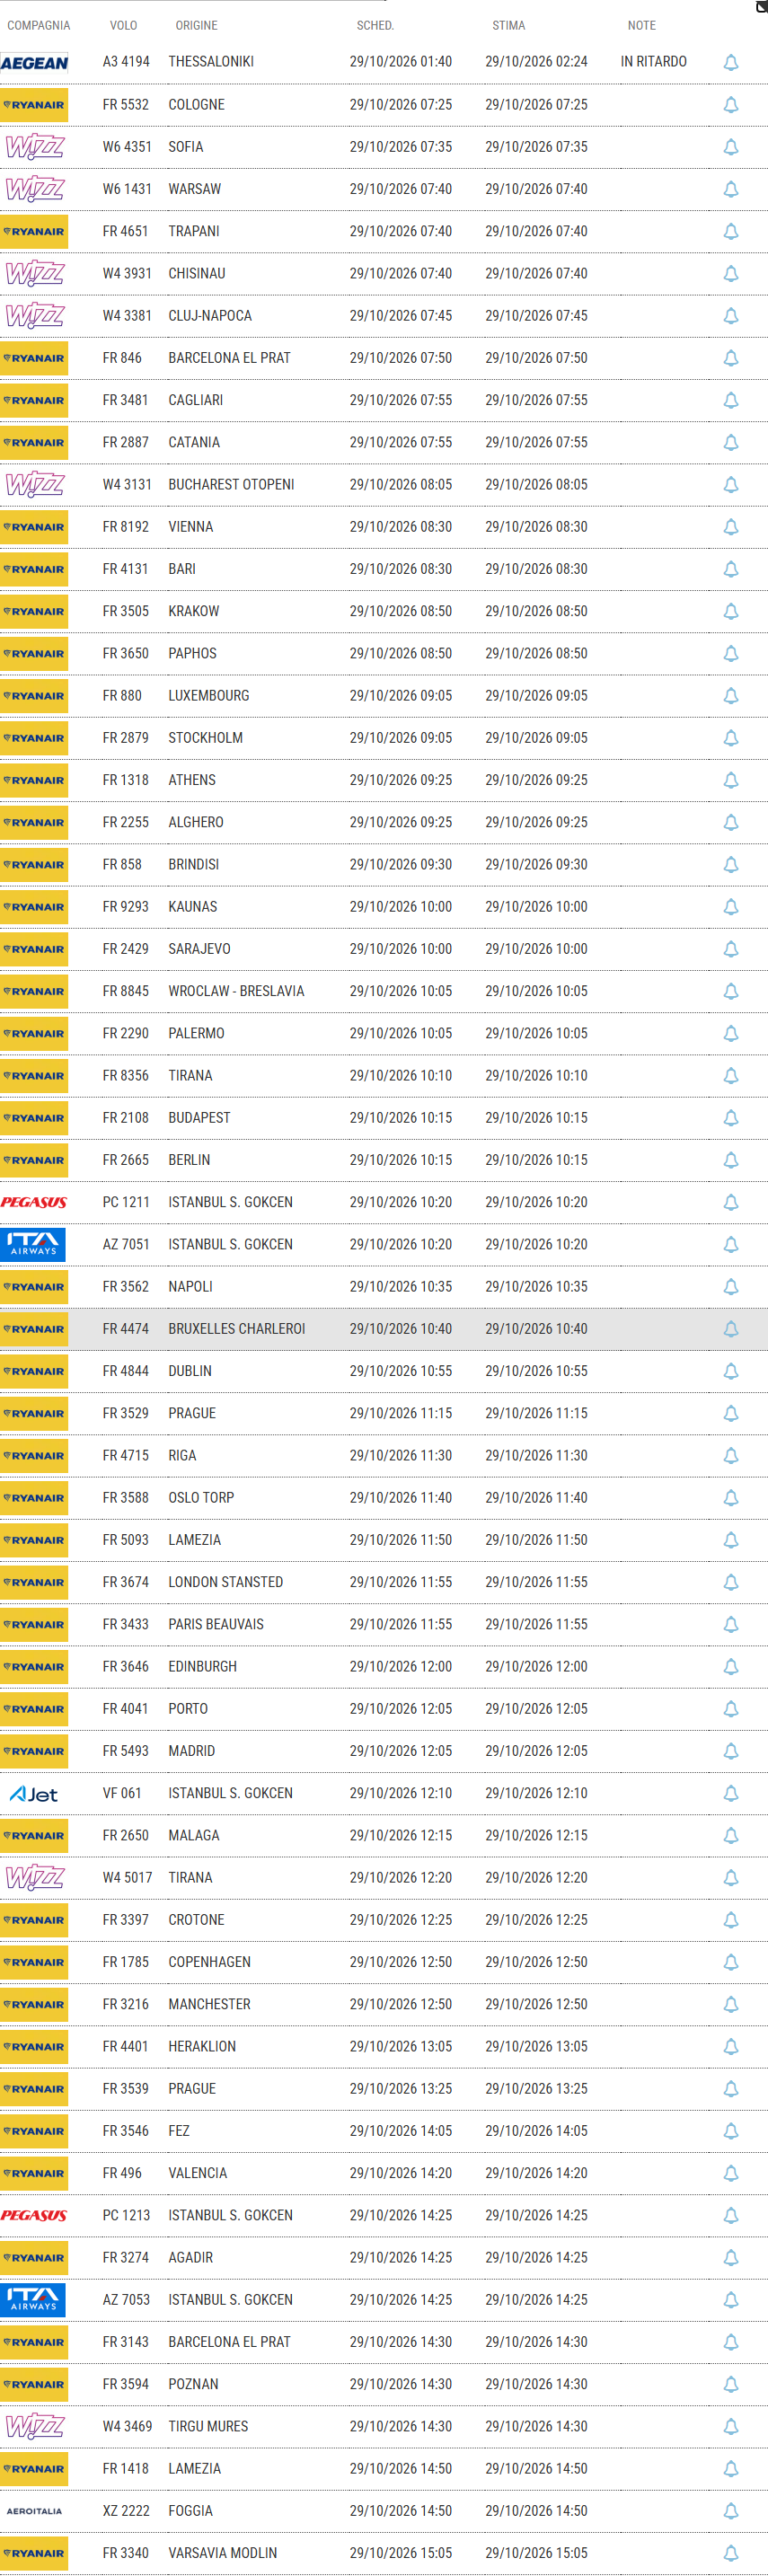 COMPAGNIA VOLO ORIGINE SCHED. STIMA NOTE
AEGEAN A3 4194 THESSALONIKI 29/10/2026 01:40 29/10/2026 02:24 IN RITARDO
RYANAIR FR 5532 COLOGNE 29/10/2026 07:25 29/10/2026 07:25
WIZZ W6 4351 SOFIA 29/10/2026 07:35 29/10/2026 07:35
WIZZ W6 1431 WARSAW 29/10/2026 07:40 29/10/2026 07:40
RYANAIR FR 4651 TRAPANI 29/10/2026 07:40 29/10/2026 07:40
WIZZ W4 3931 CHISINAU 29/10/2026 07:40 29/10/2026 07:40
WIZZ W4 3381 CLUJ-NAPOCA 29/10/2026 07:45 29/10/2026 07:45
RYANAIR FR 846 BARCELONA EL PRAT 29/10/2026 07:50 29/10/2026 07:50
RYANAIR FR 3481 CAGLIARI 29/10/2026 07:55 29/10/2026 07:55
RYANAIR FR 2887 CATANIA 29/10/2026 07:55 29/10/2026 07:55
WIZZ W4 3131 BUCHAREST OTOPENI 29/10/2026 08:05 29/10/2026 08:05
RYANAIR FR 8192 VIENNA 29/10/2026 08:30 29/10/2026 08:30
RYANAIR FR 4131 BARI 29/10/2026 08:30 29/10/2026 08:30
RYANAIR FR 3505 KRAKOW 29/10/2026 08:50 29/10/2026 08:50
RYANAIR FR 3650 PAPHOS 29/10/2026 08:50 29/10/2026 08:50
RYANAIR FR 880 LUXEMBOURG 29/10/2026 09:05 29/10/2026 09:05
RYANAIR FR 2879 STOCKHOLM 29/10/2026 09:05 29/10/2026 09:05
RYANAIR FR 1318 ATHENS 29/10/2026 09:25 29/10/2026 09:25
RYANAIR FR 2255 ALGHERO 29/10/2026 09:25 29/10/2026 09:25
RYANAIR FR 858 BRINDISI 29/10/2026 09:30 29/10/2026 09:30
RYANAIR FR 9293 KAUNAS 29/10/2026 10:00 29/10/2026 10:00
RYANAIR FR 2429 SARAJEVO 29/10/2026 10:00 29/10/2026 10:00
RYANAIR FR 8845 WROCLAW - BRESLAVIA 29/10/2026 10:05 29/10/2026 10:05
RYANAIR FR 2290 PALERMO 29/10/2026 10:05 29/10/2026 10:05
RYANAIR FR 8356 TIRANA 29/10/2026 10:10 29/10/2026 10:10
RYANAIR FR 2108 BUDAPEST 29/10/2026 10:15 29/10/2026 10:15
RYANAIR FR 2665 BERLIN 29/10/2026 10:15 29/10/2026 10:15
PEGASUS PC 1211 ISTANBUL S. GOKCEN 29/10/2026 10:20 29/10/2026 10:20
ITA AIRWAYS AZ 7051 ISTANBUL S. GOKCEN 29/10/2026 10:20 29/10/2026 10:20
RYANAIR FR 3562 NAPOLI 29/10/2026 10:35 29/10/2026 10:35
RYANAIR FR 4474 BRUXELLES CHARLEROI 29/10/2026 10:40 29/10/2026 10:40
RYANAIR FR 4844 DUBLIN 29/10/2026 10:55 29/10/2026 10:55
RYANAIR FR 3529 PRAGUE 29/10/2026 11:15 29/10/2026 11:15
RYANAIR FR 4715 RIGA 29/10/2026 11:30 29/10/2026 11:30
RYANAIR FR 3588 OSLO TORP 29/10/2026 11:40 29/10/2026 11:40
RYANAIR FR 5093 LAMEZIA 29/10/2026 11:50 29/10/2026 11:50
RYANAIR FR 3674 LONDON STANSTED 29/10/2026 11:55 29/10/2026 11:55
RYANAIR FR 3433 PARIS BEAUVAIS 29/10/2026 11:55 29/10/2026 11:55
RYANAIR FR 3646 EDINBURGH 29/10/2026 12:00 29/10/2026 12:00
RYANAIR FR 4041 PORTO 29/10/2026 12:05 29/10/2026 12:05
RYANAIR FR 5493 MADRID 29/10/2026 12:05 29/10/2026 12:05
AJet VF 061 ISTANBUL S. GOKCEN 29/10/2026 12:10 29/10/2026 12:10
RYANAIR FR 2650 MALAGA 29/10/2026 12:15 29/10/2026 12:15
WIZZ W4 5017 TIRANA 29/10/2026 12:20 29/10/2026 12:20
RYANAIR FR 3397 CROTONE 29/10/2026 12:25 29/10/2026 12:25
RYANAIR FR 1785 COPENHAGEN 29/10/2026 12:50 29/10/2026 12:50
RYANAIR FR 3216 MANCHESTER 29/10/2026 12:50 29/10/2026 12:50
RYANAIR FR 4401 HERAKLION 29/10/2026 13:05 29/10/2026 13:05
RYANAIR FR 3539 PRAGUE 29/10/2026 13:25 29/10/2026 13:25
RYANAIR FR 3546 FEZ 29/10/2026 14:05 29/10/2026 14:05
RYANAIR FR 496 VALENCIA 29/10/2026 14:20 29/10/2026 14:20
PEGASUS PC 1213 ISTANBUL S. GOKCEN 29/10/2026 14:25 29/10/2026 14:25
RYANAIR FR 3274 AGADIR 29/10/2026 14:25 29/10/2026 14:25
ITA AIRWAYS AZ 7053 ISTANBUL S. GOKCEN 29/10/2026 14:25 29/10/2026 14:25
RYANAIR FR 3143 BARCELONA EL PRAT 29/10/2026 14:30 29/10/2026 14:30
RYANAIR FR 3594 POZNAN 29/10/2026 14:30 29/10/2026 14:30
WIZZ W4 3469 TIRGU MURES 29/10/2026 14:30 29/10/2026 14:30
RYANAIR FR 1418 LAMEZIA 29/10/2026 14:50 29/10/2026 14:50
AEROITALIA XZ 2222 FOGGIA 29/10/2026 14:50 29/10/2026 14:50
RYANAIR FR 3340 VARSAVIA MODLIN 29/10/2026 15:05 29/10/2026 15:05